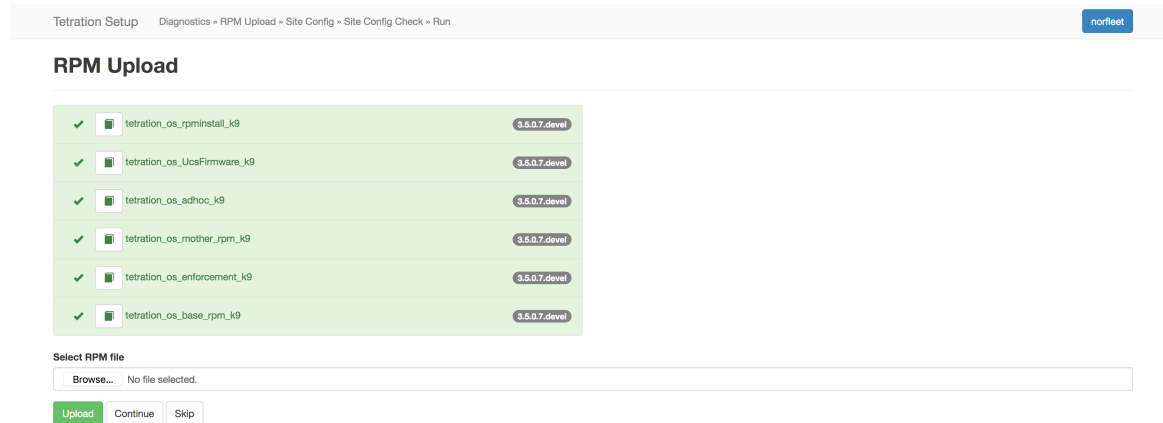 Tetration Setup Diagnostics » RPM Upload » Site Config » Site Config Check » Run norfleet
RPM Upload
tetration_os_rpminstall_k9 3.5.0.7.devel
tetration_os_UcsFirmware_k9 3.5.0.7.devel
tetration_os_adhoc_k9 3.5.0.7.devel
tetration_os_mother_rpm_k9 3.5.0.7.devel
tetration_os_enforcement_k9 3.5.0.7.devel
tetration_os_base_rpm_k9 3.5.0.7.devel
Select RPM file
Browse... No file selected.
Upload Continue Skip